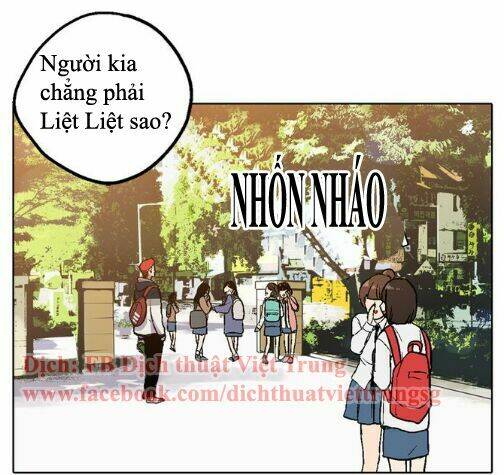 Người kia
chẳng phải
Liệt Liệt sao?
NHỐN NHÁO
Dịch: FB Dịch thuật Việt Trung
www.facebook.com/dichthuatviettrungsg